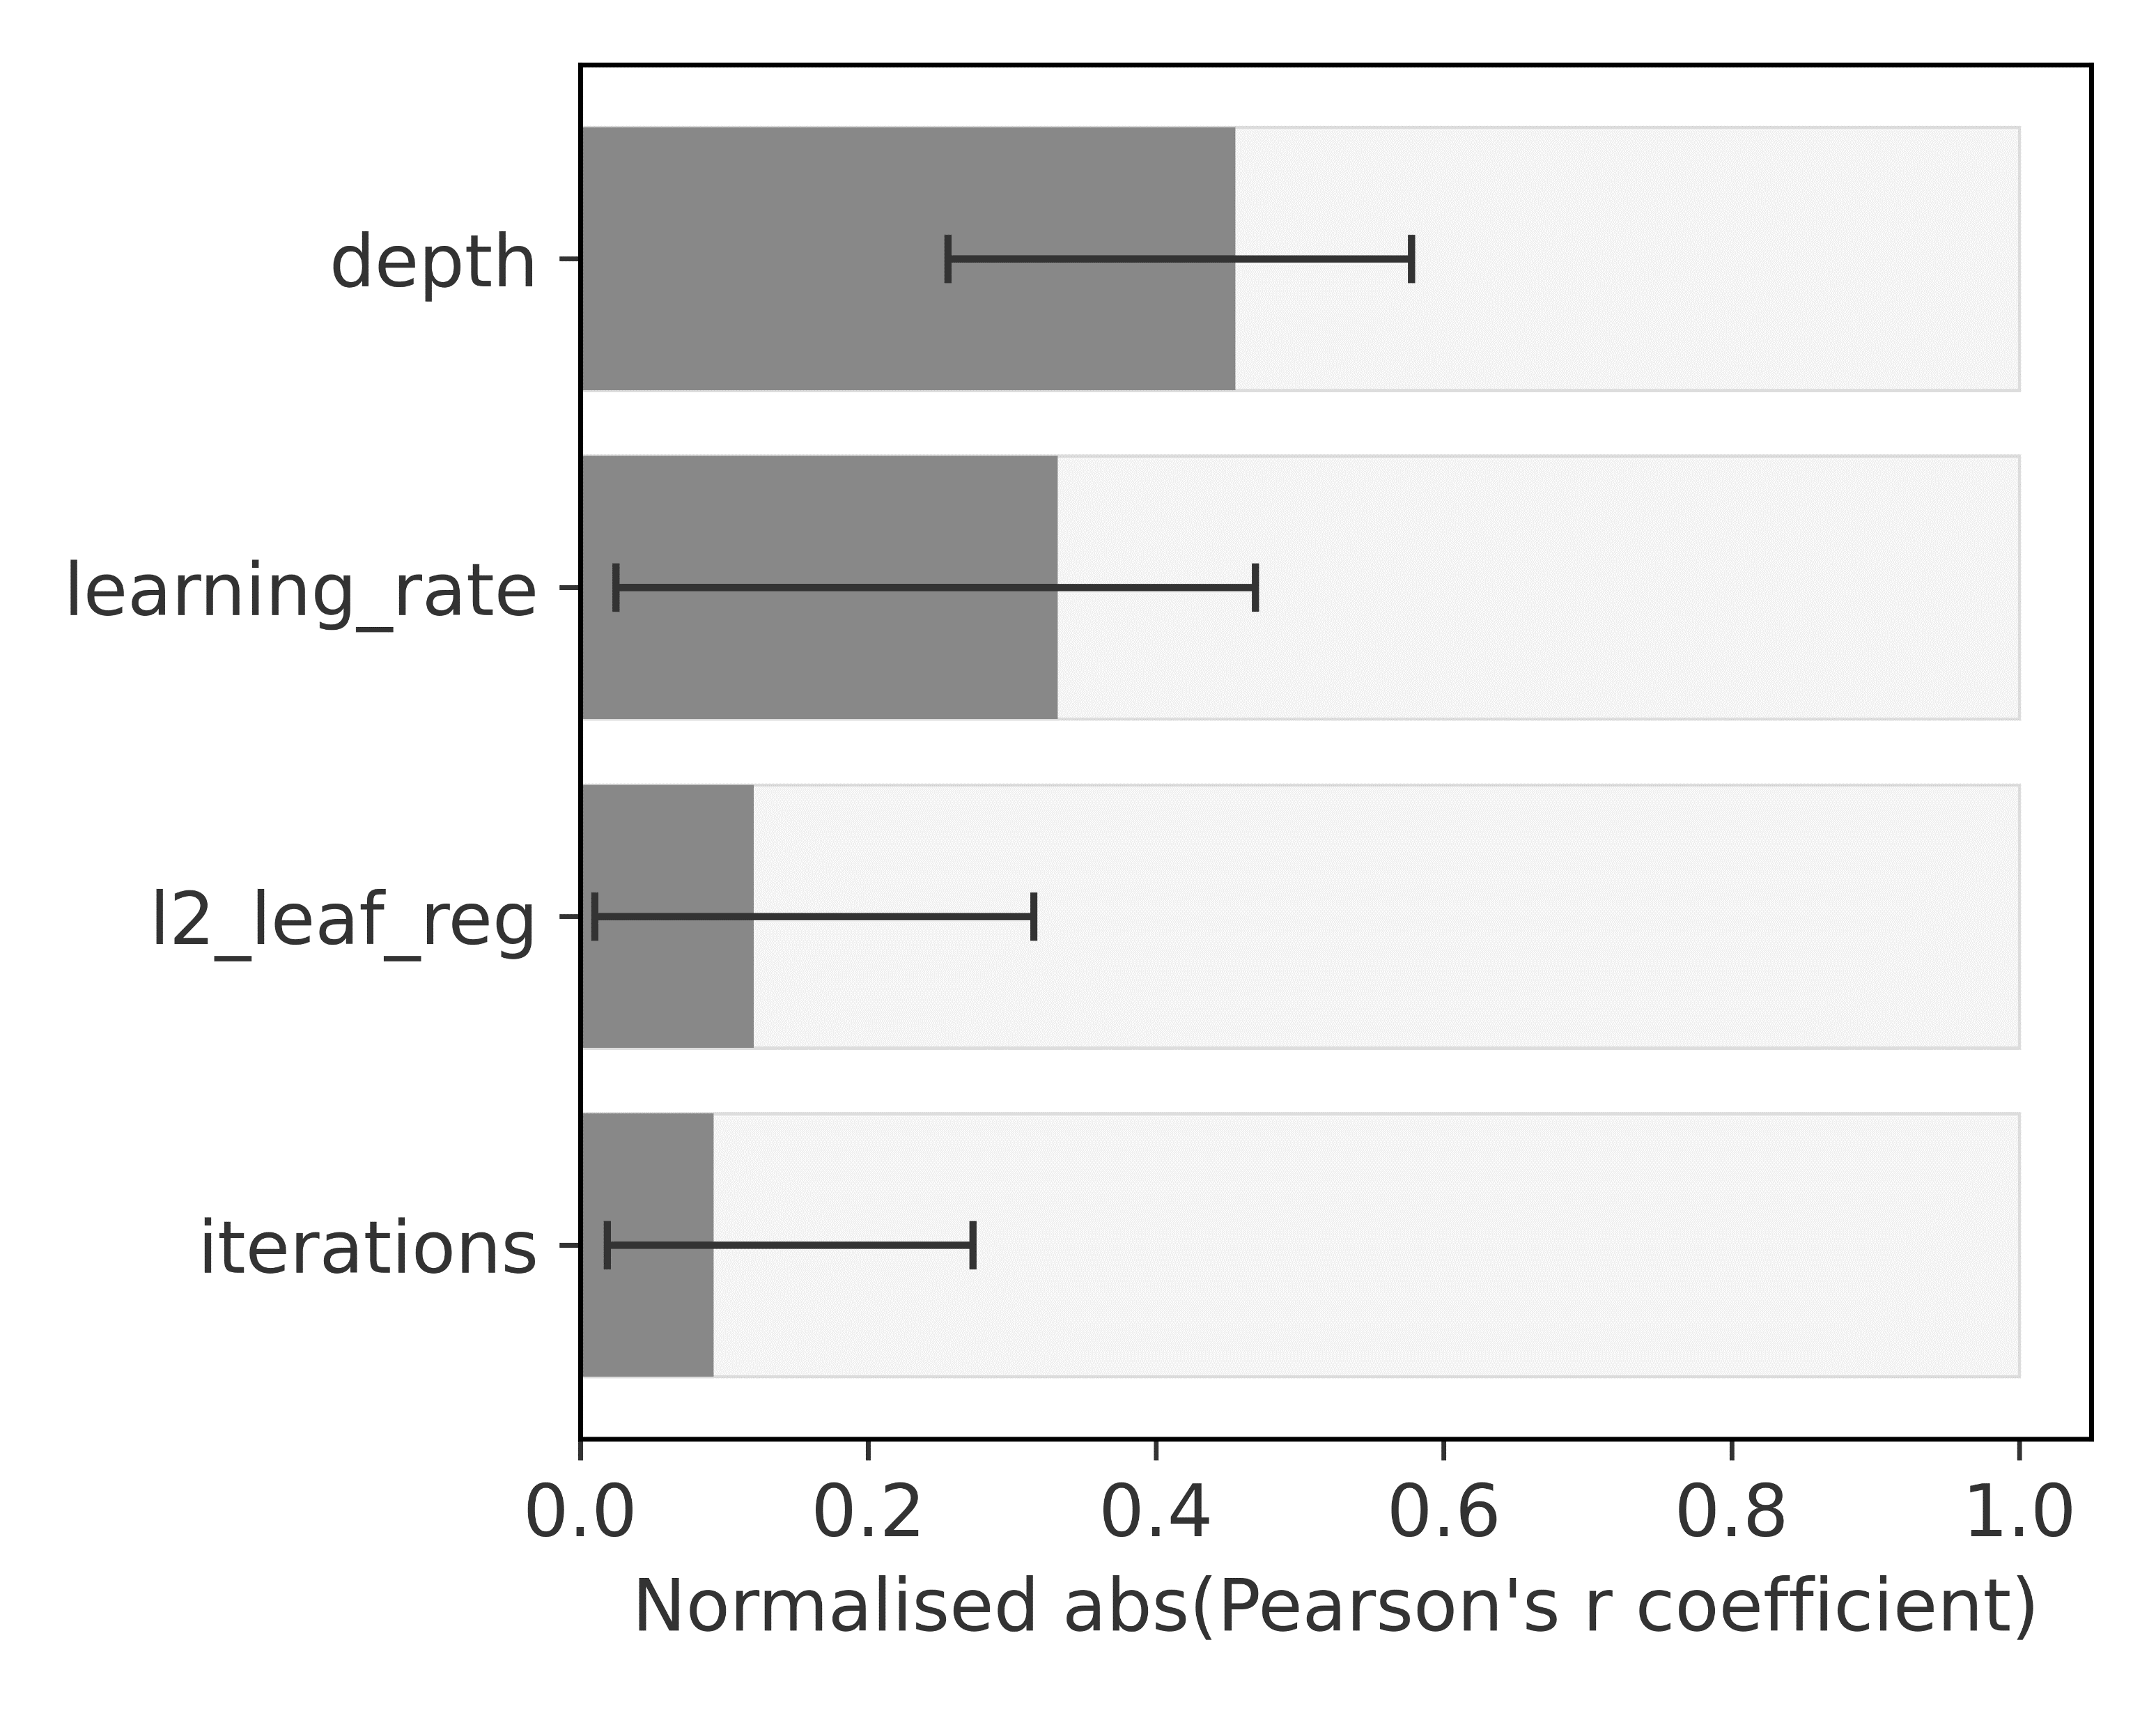 depth
learning_rate
l2_leaf_reg
iterations
0.0 0.2 0.4 0.6 0.8 1.0
Normalised abs(Pearson's r coefficient)